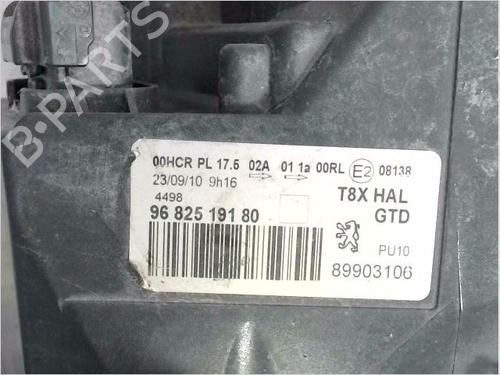 B-PARTS
00HCR PL 17.5 02A 01 1a 00RL E2 08138
23/09/10 9h16
4498
T8X HAL
GTD
96 825 191 80
PU10
89903106